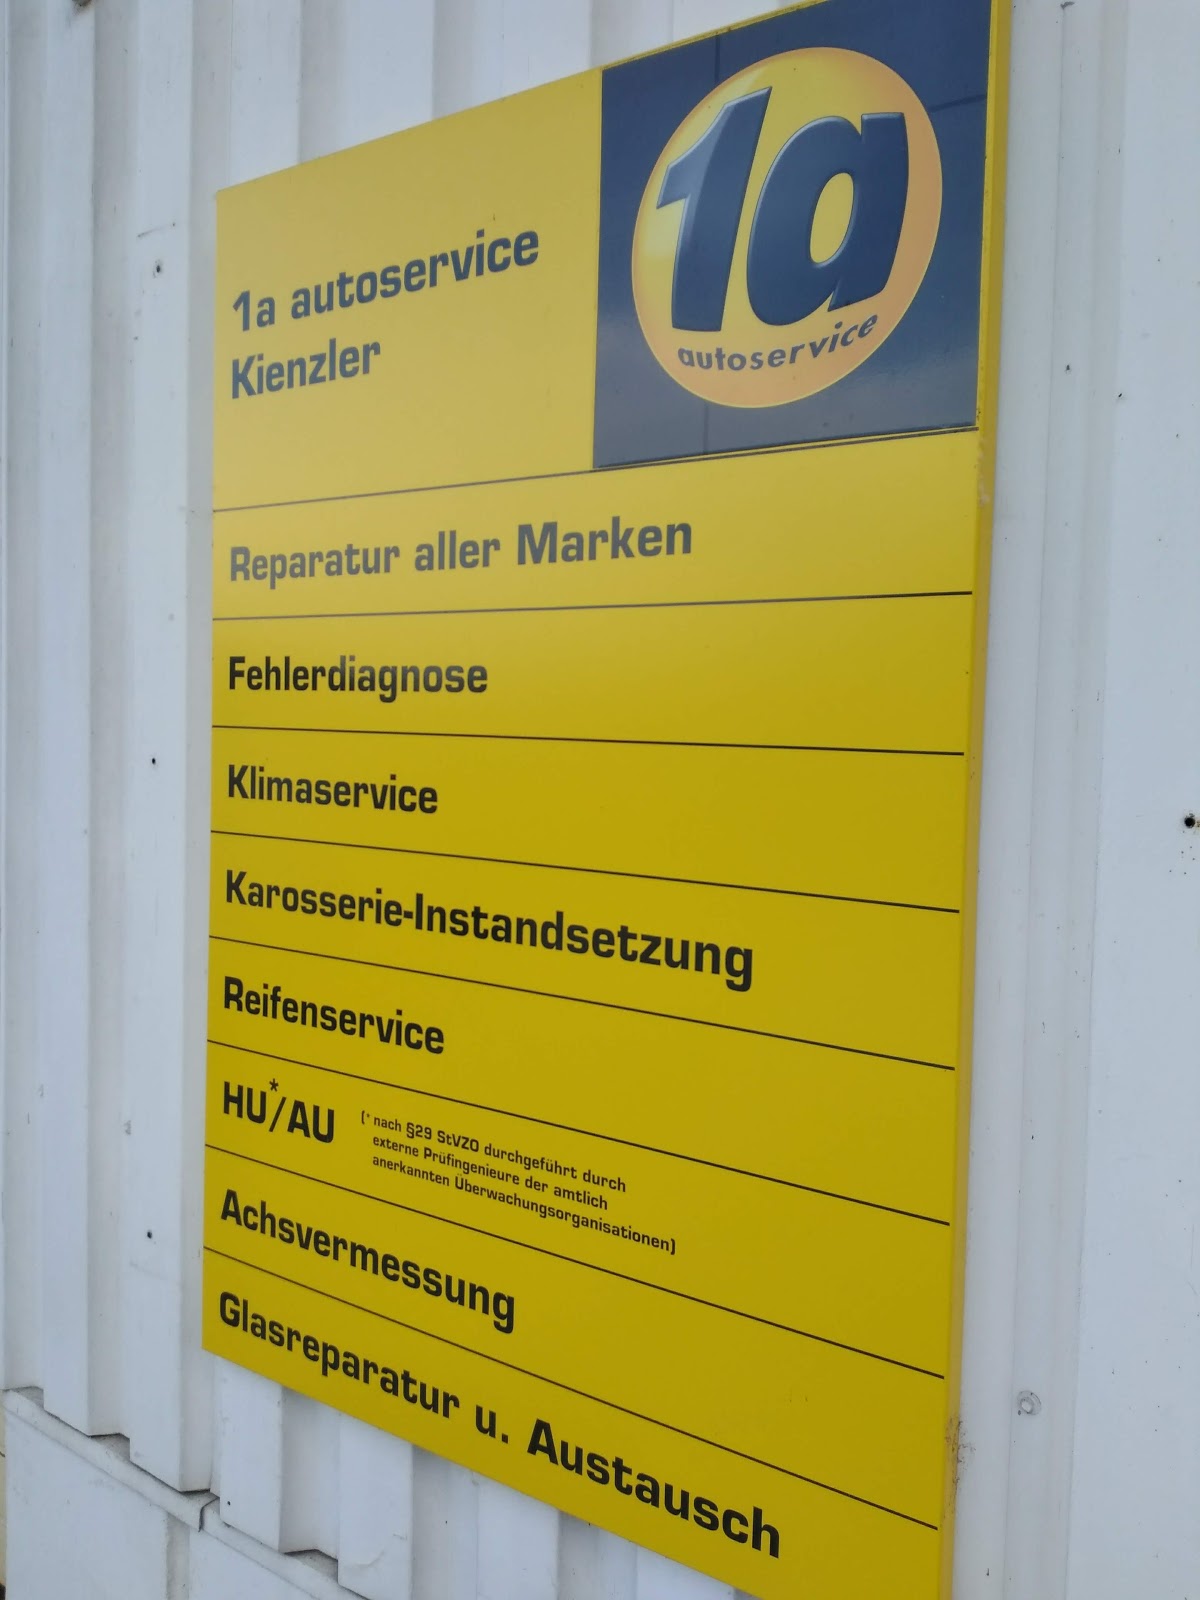 1a autoservice
Kienzler
1a
autoservice
Reparatur aller Marken
Fehlerdiagnose
Klimaservice
Karosserie-Instandsetzung
Reifenservice
HU*/AU
(* nach §29 StVZO durchgeführt durch
externe Prüfingenieure der amtlich
anerkannten Überwachungsorganisationen)
Achsvermessung
Glasreparatur u. Austausch